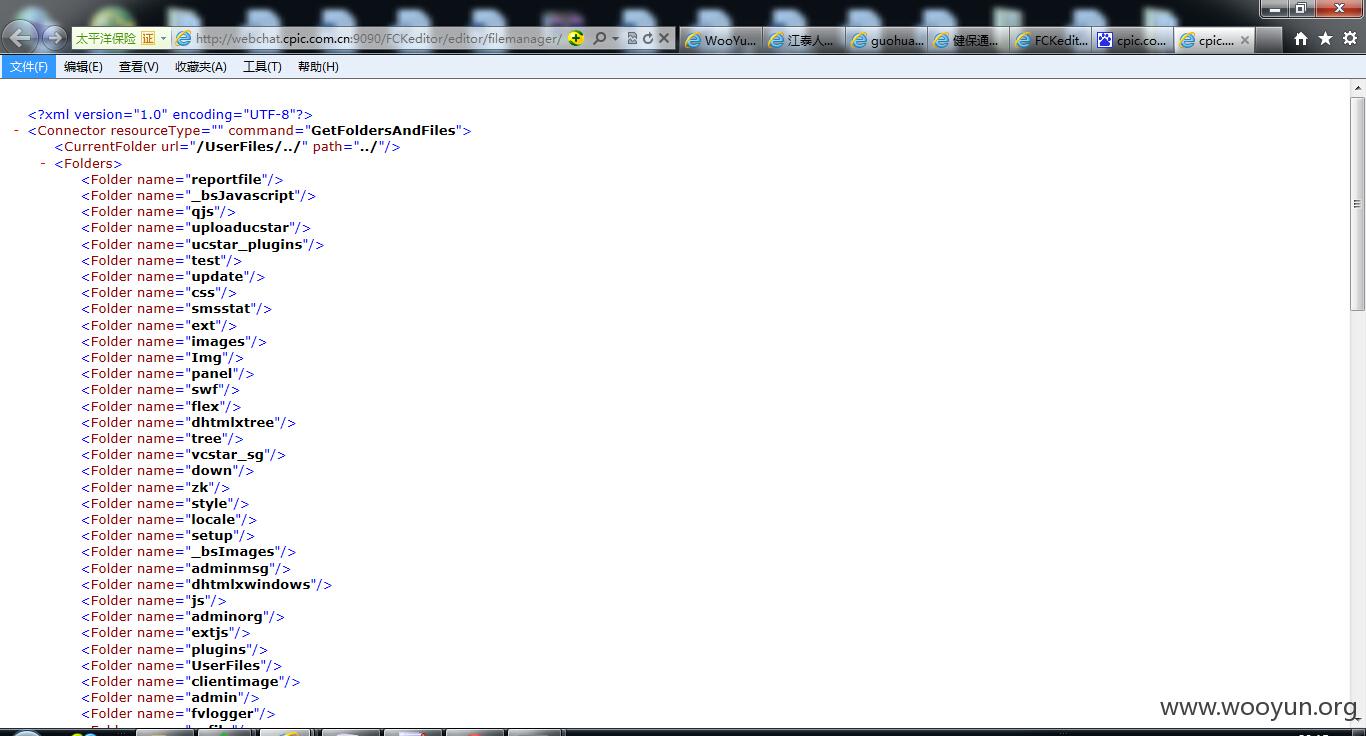 太平洋保险 证 http://webchat.cpic.com.cn:9090/FCKeditor/editor/filemanager/ WooYu... 江泰人... guohua... 健保通... FCKedit... cpic.co... cpic....
文件(F) 编辑(E) 查看(V) 收藏夹(A) 工具(T) 帮助(H)
<?xml version="1.0" encoding="UTF-8"?>
- <Connector resourceType="" command="GetFoldersAndFiles">
<CurrentFolder url="/UserFiles/../" path="../"/>
- <Folders>
<Folder name="reportfile"/>
<Folder name="_bsJavascript"/>
<Folder name="qjs"/>
<Folder name="uploaducstar"/>
<Folder name="ucstar_plugins"/>
<Folder name="test"/>
<Folder name="update"/>
<Folder name="css"/>
<Folder name="smsstat"/>
<Folder name="ext"/>
<Folder name="images"/>
<Folder name="Img"/>
<Folder name="panel"/>
<Folder name="swf"/>
<Folder name="flex"/>
<Folder name="dhtmlxtree"/>
<Folder name="tree"/>
<Folder name="vcstar_sg"/>
<Folder name="down"/>
<Folder name="zk"/>
<Folder name="style"/>
<Folder name="locale"/>
<Folder name="setup"/>
<Folder name="_bsImages"/>
<Folder name="adminmsg"/>
<Folder name="dhtmlxwindows"/>
<Folder name="js"/>
<Folder name="adminorg"/>
<Folder name="extjs"/>
<Folder name="plugins"/>
<Folder name="UserFiles"/>
<Folder name="clientimage"/>
<Folder name="admin"/>
<Folder name="fvlogger"/>
www.wooyun.org